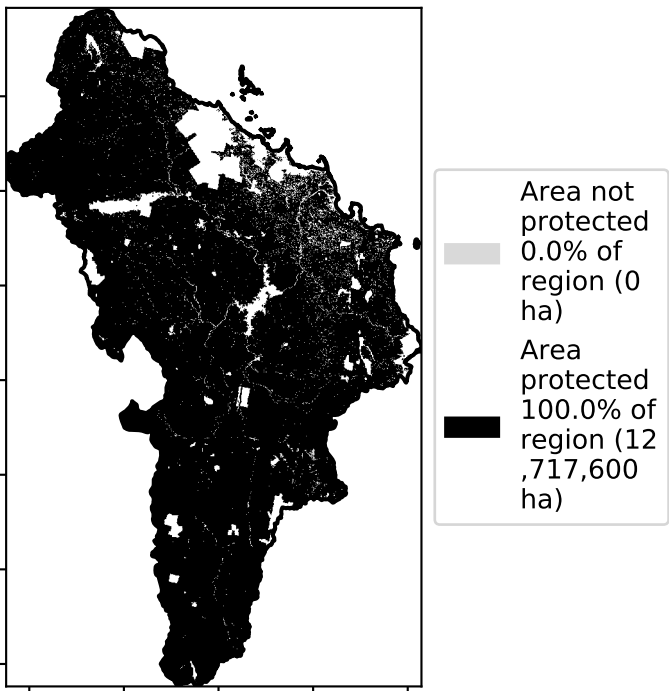 Area not
protected
0.0% of
region (0
ha)
Area
protected
100.0% of
region (12
,717,600
ha)